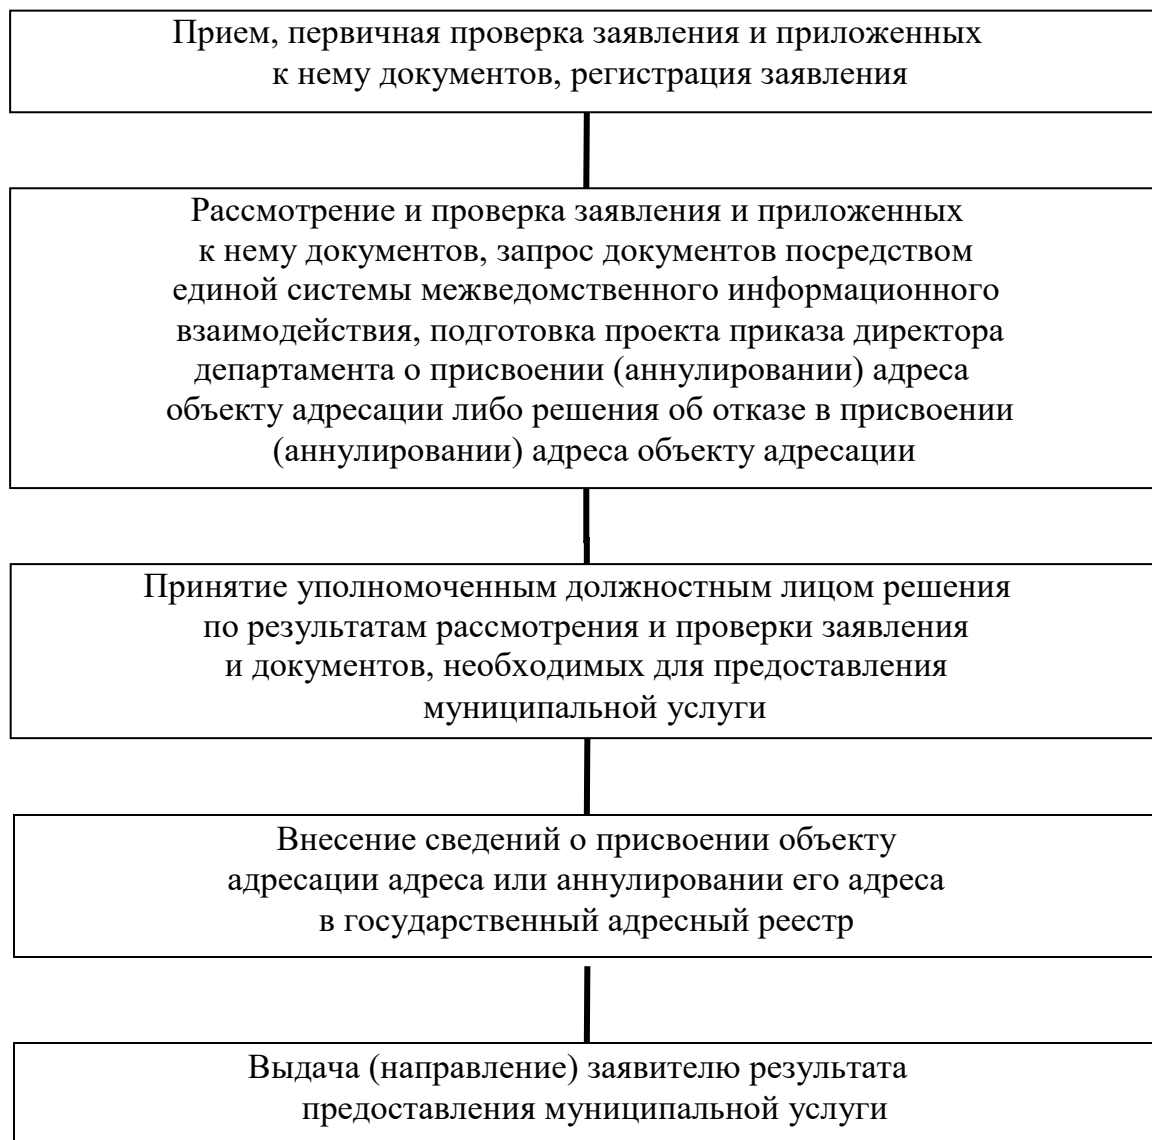 Прием, первичная проверка заявления и приложенных
к нему документов, регистрация заявления
Рассмотрение и проверка заявления и приложенных
к нему документов, запрос документов посредством
единой системы межведомственного информационного
взаимодействия, подготовка проекта приказа директора
департамента о присвоении (аннулировании) адреса
объекту адресации либо решения об отказе в присвоении
(аннулировании) адреса объекту адресации
Принятие уполномоченным должностным лицом решения
по результатам рассмотрения и проверки заявления
и документов, необходимых для предоставления
муниципальной услуги
Внесение сведений о присвоении объекту
адресации адреса или аннулировании его адреса
в государственный адресный реестр
Выдача (направление) заявителю результата
предоставления муниципальной услуги